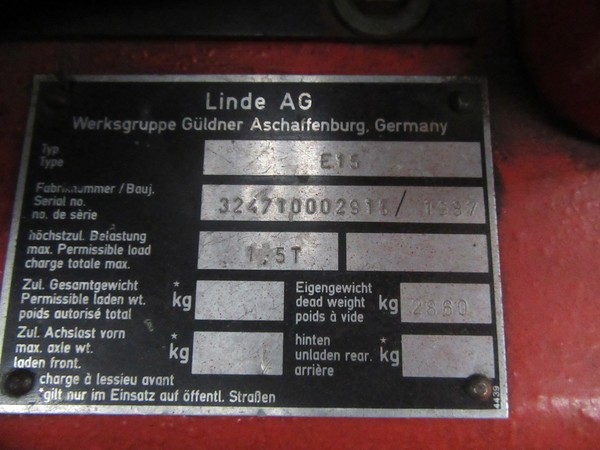 Linde AG
Werksgruppe Güldner Aschaffenburg, Germany
Typ
Type
E15
Fabriknummer/Bauj.
Serial no.
no. de sèrie
/
höchstzul. Belastung
max. Permissible load
charge totale max.
1,5T
Zul. Gesamtgewicht
Permissible laden wt.
poids autorisé total
* kg
Eigengewicht
dead weight
poids à vide
kg
Zul. Achslast vorn
max. axle wt.
laden front.
charge à lessieu avant
* kg
hinten
unladen rear.
arrière
* kg
*gilt nur im Einsatz auf öffentl. Straßen
4439